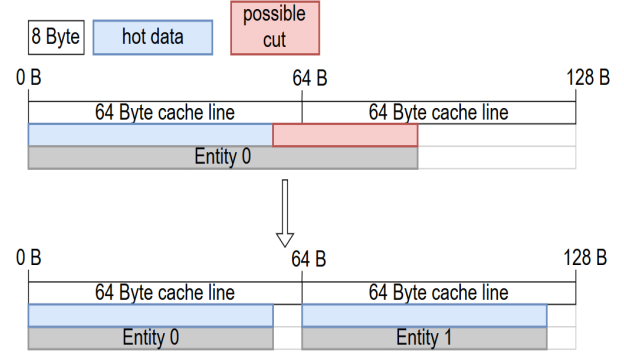 8 Byte
hot data
possible
cut
0 B
64 B
128 B
64 Byte cache line
64 Byte cache line
Entity 0
0 B
64 B
128 B
64 Byte cache line
64 Byte cache line
Entity 0
Entity 1